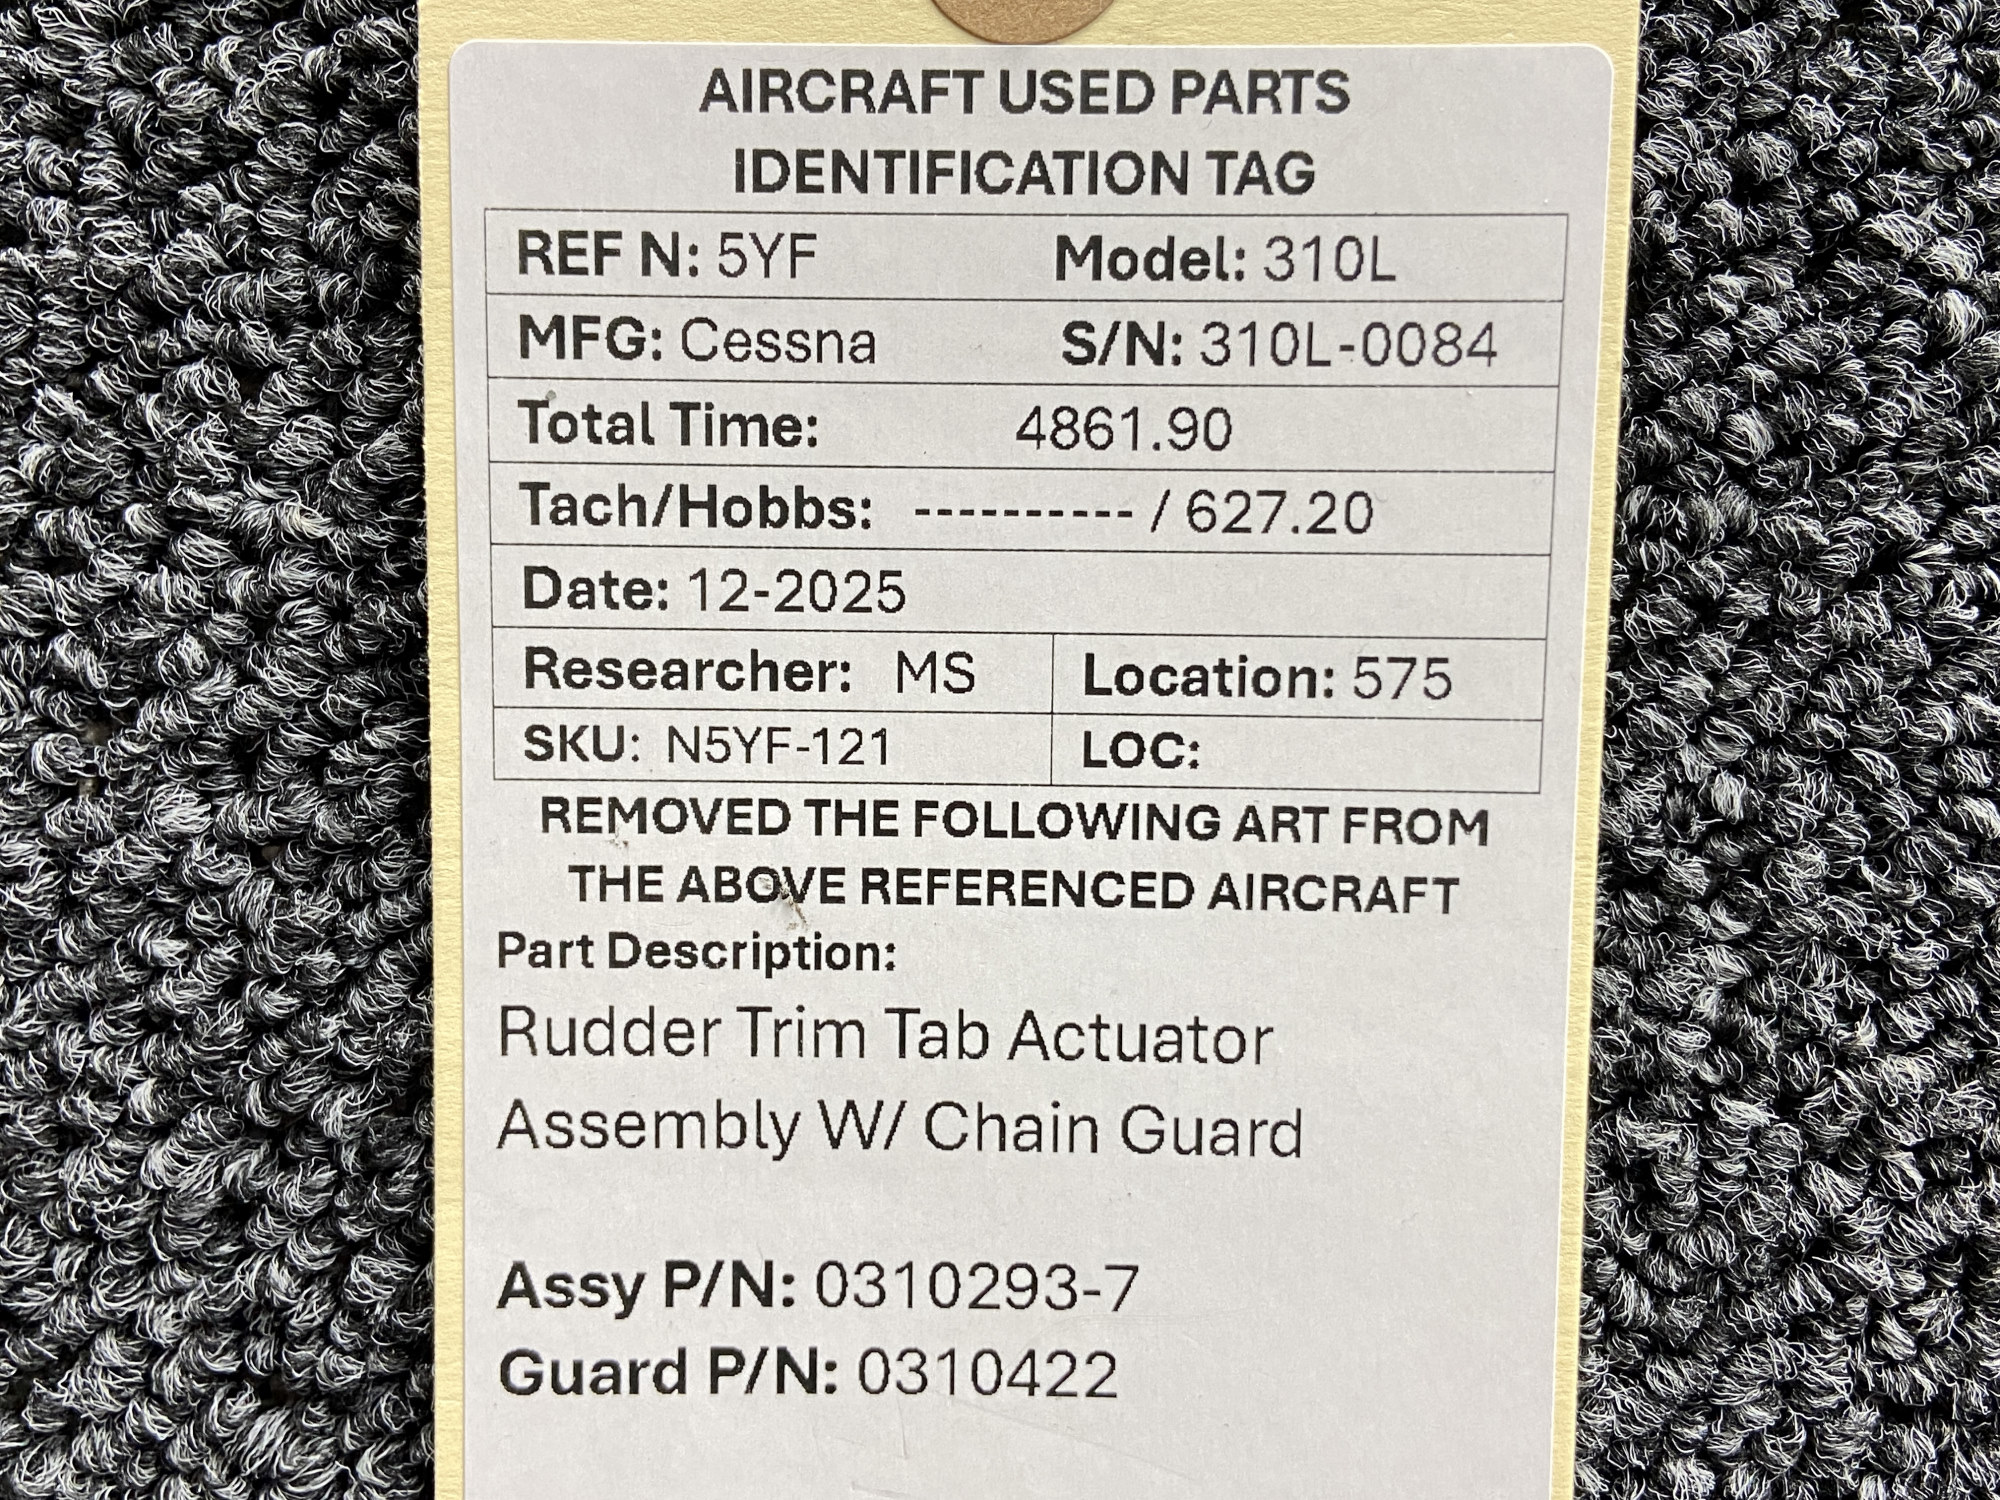 AIRCRAFT USED PARTS
IDENTIFICATION TAG
REF N: 5YF Model: 310L
MFG: Cessna S/N: 310L-0084
Total Time: 4861.90
Tach/Hobbs: ---------- / 627.20
Date: 12-2025
Researcher: MS Location: 575
SKU: N5YF-121 LOC:
REMOVED THE FOLLOWING ART FROM
THE ABOVE REFERENCED AIRCRAFT
Part Description:
Rudder Trim Tab Actuator
Assembly W/ Chain Guard
Assy P/N: 0310293-7
Guard P/N: 0310422